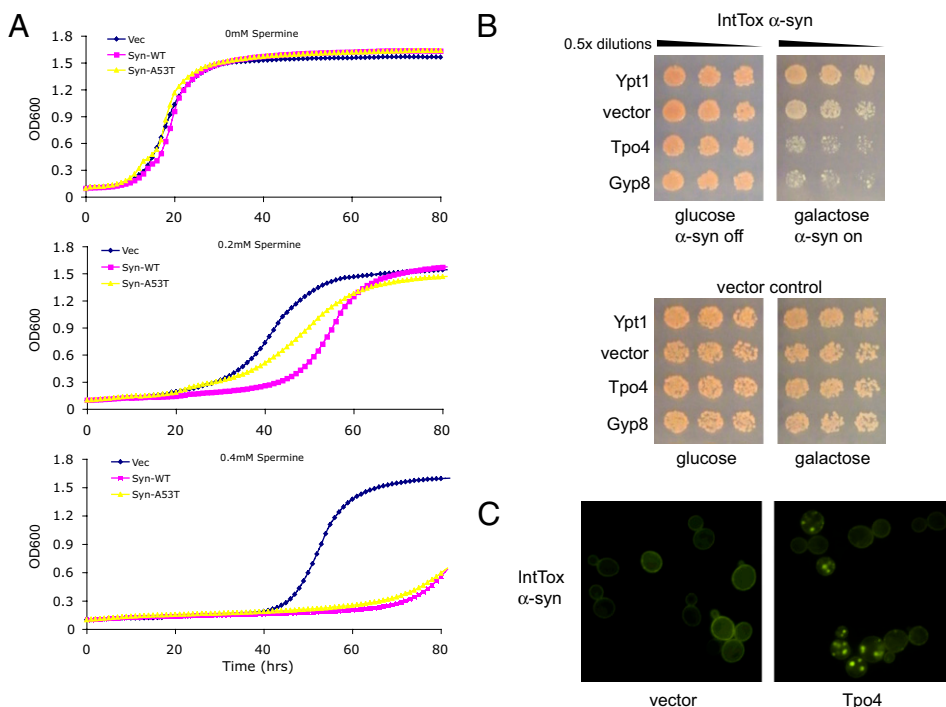 A
0mM Spermine
Vec
Syn-WT
Syn-A53T
OD600
1.8
1.5
1.2
0.9
0.6
0.3
0
0 20 40 60 80
0.2mM Spermine
Vec
Syn-WT
Syn-A53T
OD600
1.8
1.5
1.2
0.9
0.6
0.3
0
0 20 40 60 80
0.4mM Spermine
Vec
Syn-WT
Syn-A53T
OD600
1.8
1.5
1.2
0.9
0.6
0.3
0
0 20 40 60 80
Time (hrs)
B
IntTox α-syn
0.5x dilutions
Ypt1
vector
Tpo4
Gyp8
glucose galactose
α-syn off α-syn on
vector control
Ypt1
vector
Tpo4
Gyp8
glucose galactose
C
IntTox
α-syn
vector Tpo4